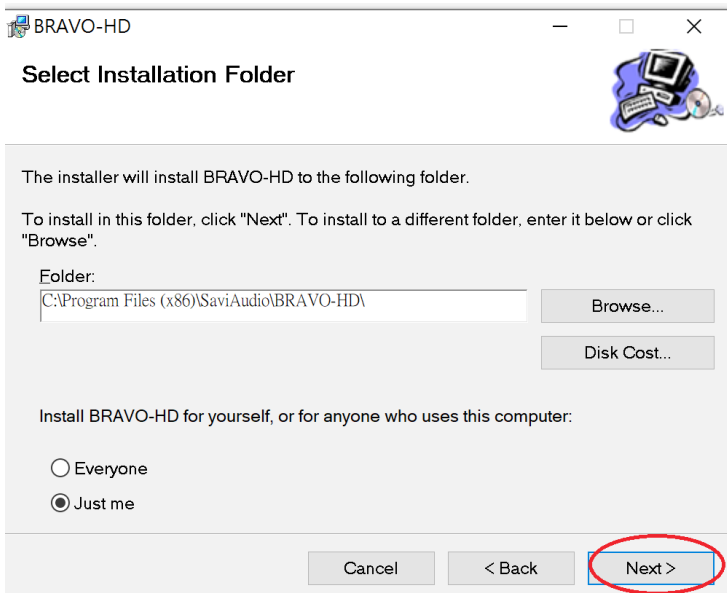 BRAVO-HD
Select Installation Folder
The installer will install BRAVO-HD to the following folder.
To install in this folder, click "Next". To install to a different folder, enter it below or click
"Browse".
Folder:
C:\Program Files (x86)\SaviAudio\BRAVO-HD\
Browse...
Disk Cost...
Install BRAVO-HD for yourself, or for anyone who uses this computer:
Everyone
Just me
Cancel
< Back
Next >